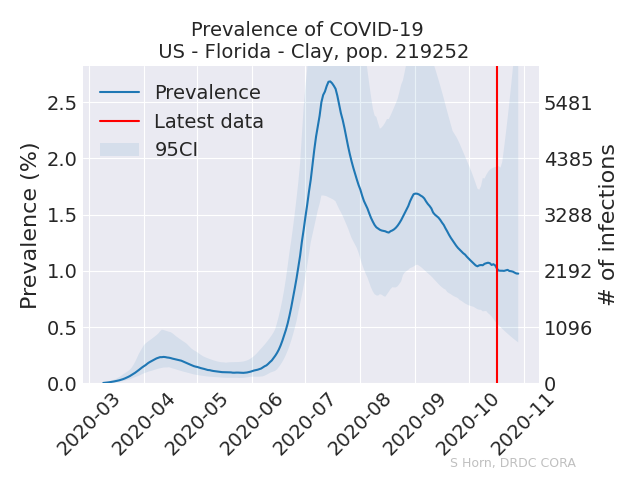 Prevalence of COVID-19
US - Florida - Clay, pop. 219252
Prevalence
Latest data
95CI
Prevalence (%)
2.5
2.0
1.5
1.0
0.5
0.0
5481
4385
3288
2192
1096
0
# of infections
2020-03
2020-04
2020-05
2020-06
2020-07
2020-08
2020-09
2020-10
2020-11
S Horn, DRDC CORA